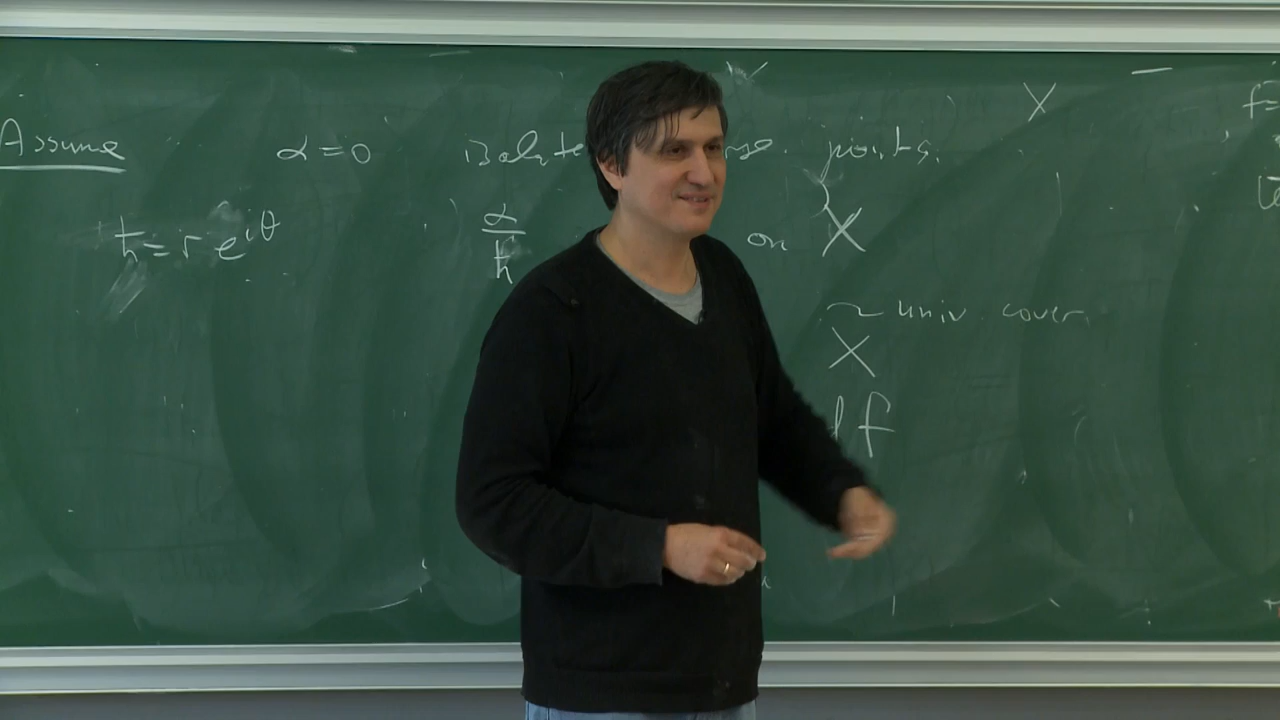 X f=
Assume α=0 points.
ħ = r e^{iθ} α/ħ on X
~ univ. cover
X
f